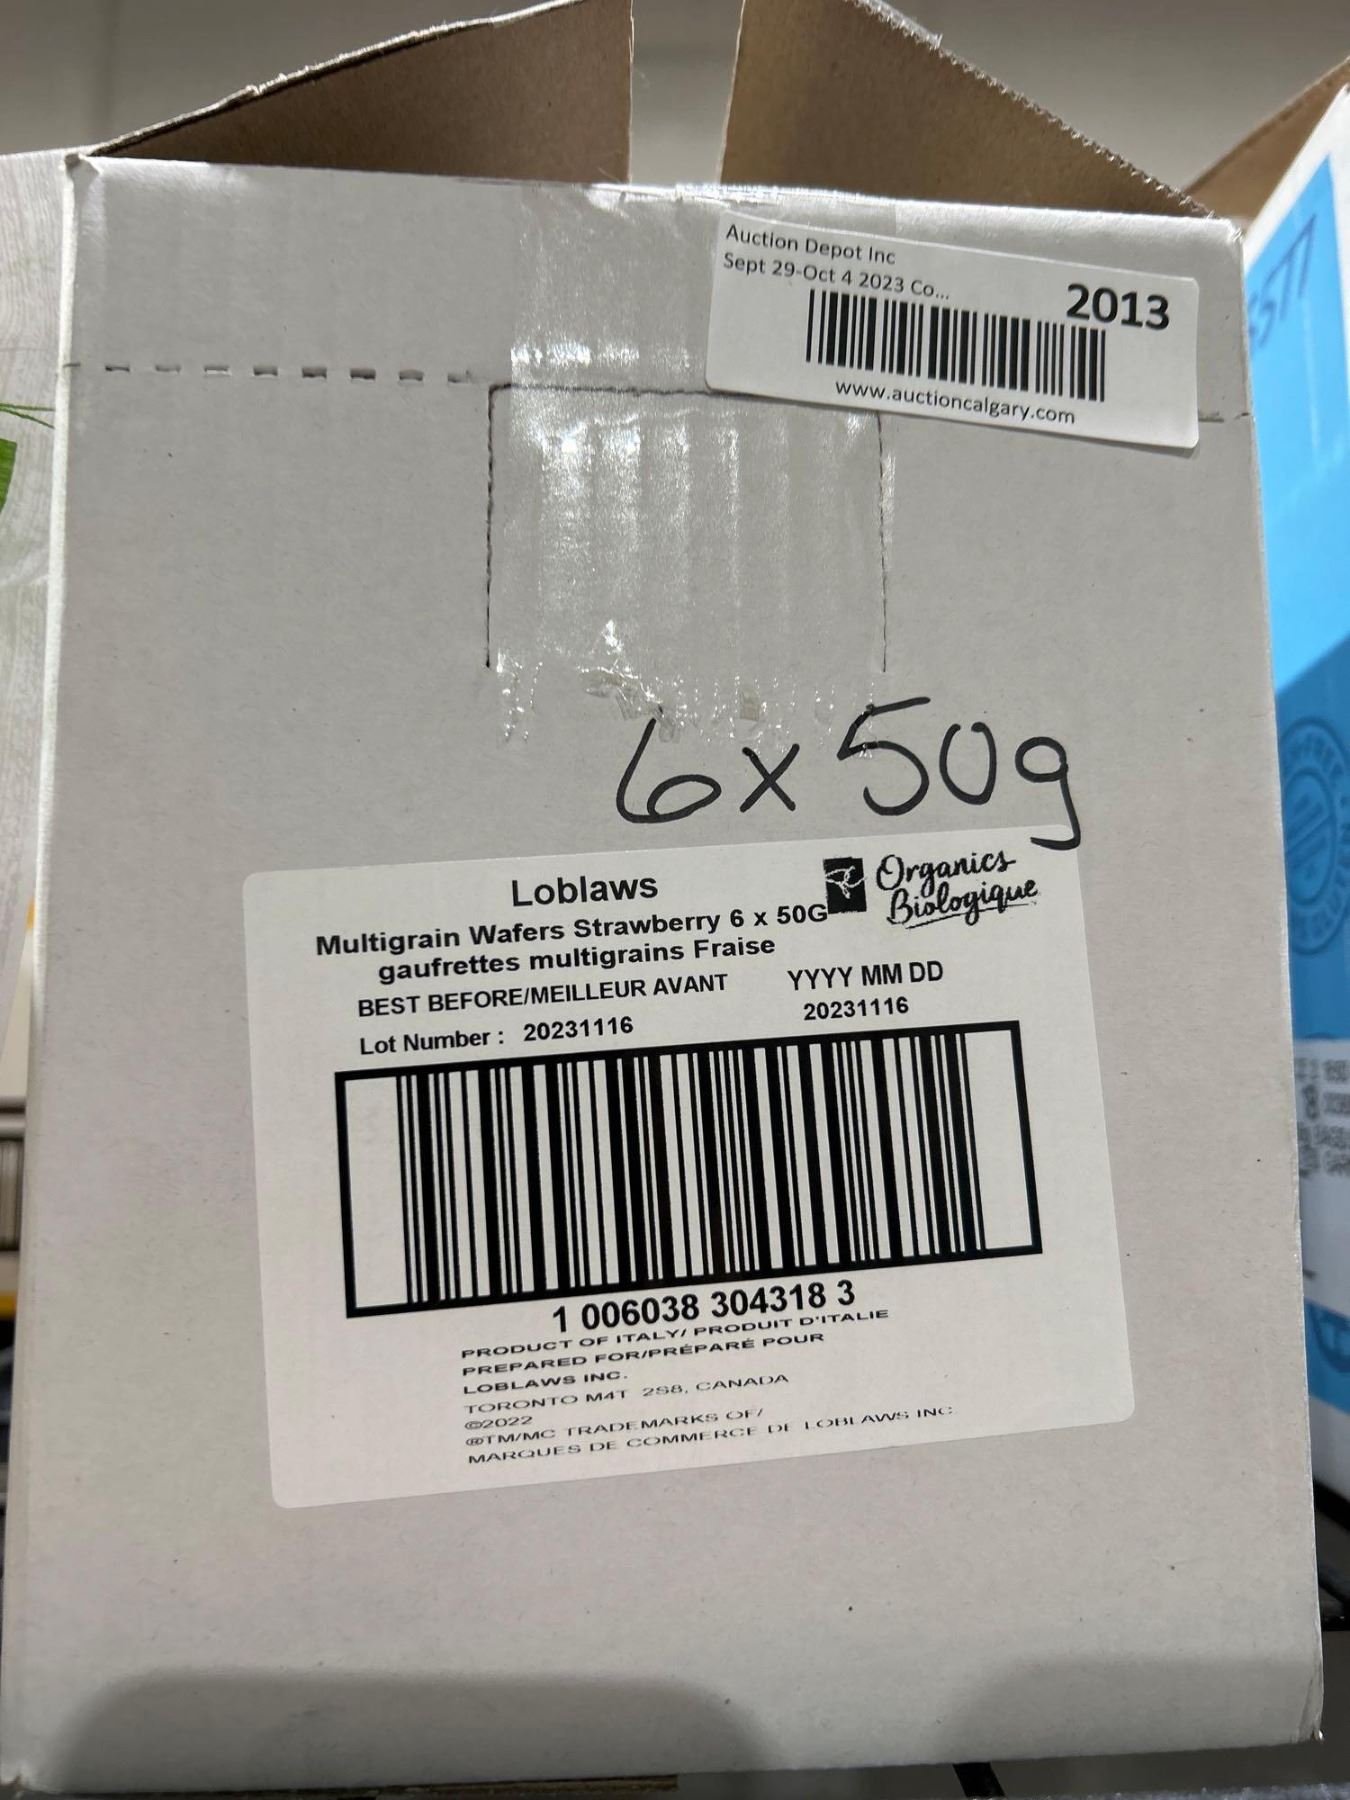 Auction Depot Inc
Sept 29-Oct 4 2023 Co...
2013
www.auctioncalgary.com
6x50g
Loblaws
Organics
Biologique
Multigrain Wafers Strawberry 6 x 50G
gaufrettes multigrains Fraise
BEST BEFORE/MEILLEUR AVANT YYYY MM DD
Lot Number : 20231116 20231116
1 006038 304318 3
PRODUCT OF ITALY/ PRODUIT D'ITALIE
PREPARED FOR/PRÉPARÉ POUR
LOBLAWS INC.
TORONTO M4T 2S8, CANADA
©2022
®TM/MC TRADEMARKS OF/
MARQUES DE COMMERCE DE LOBLAWS INC.